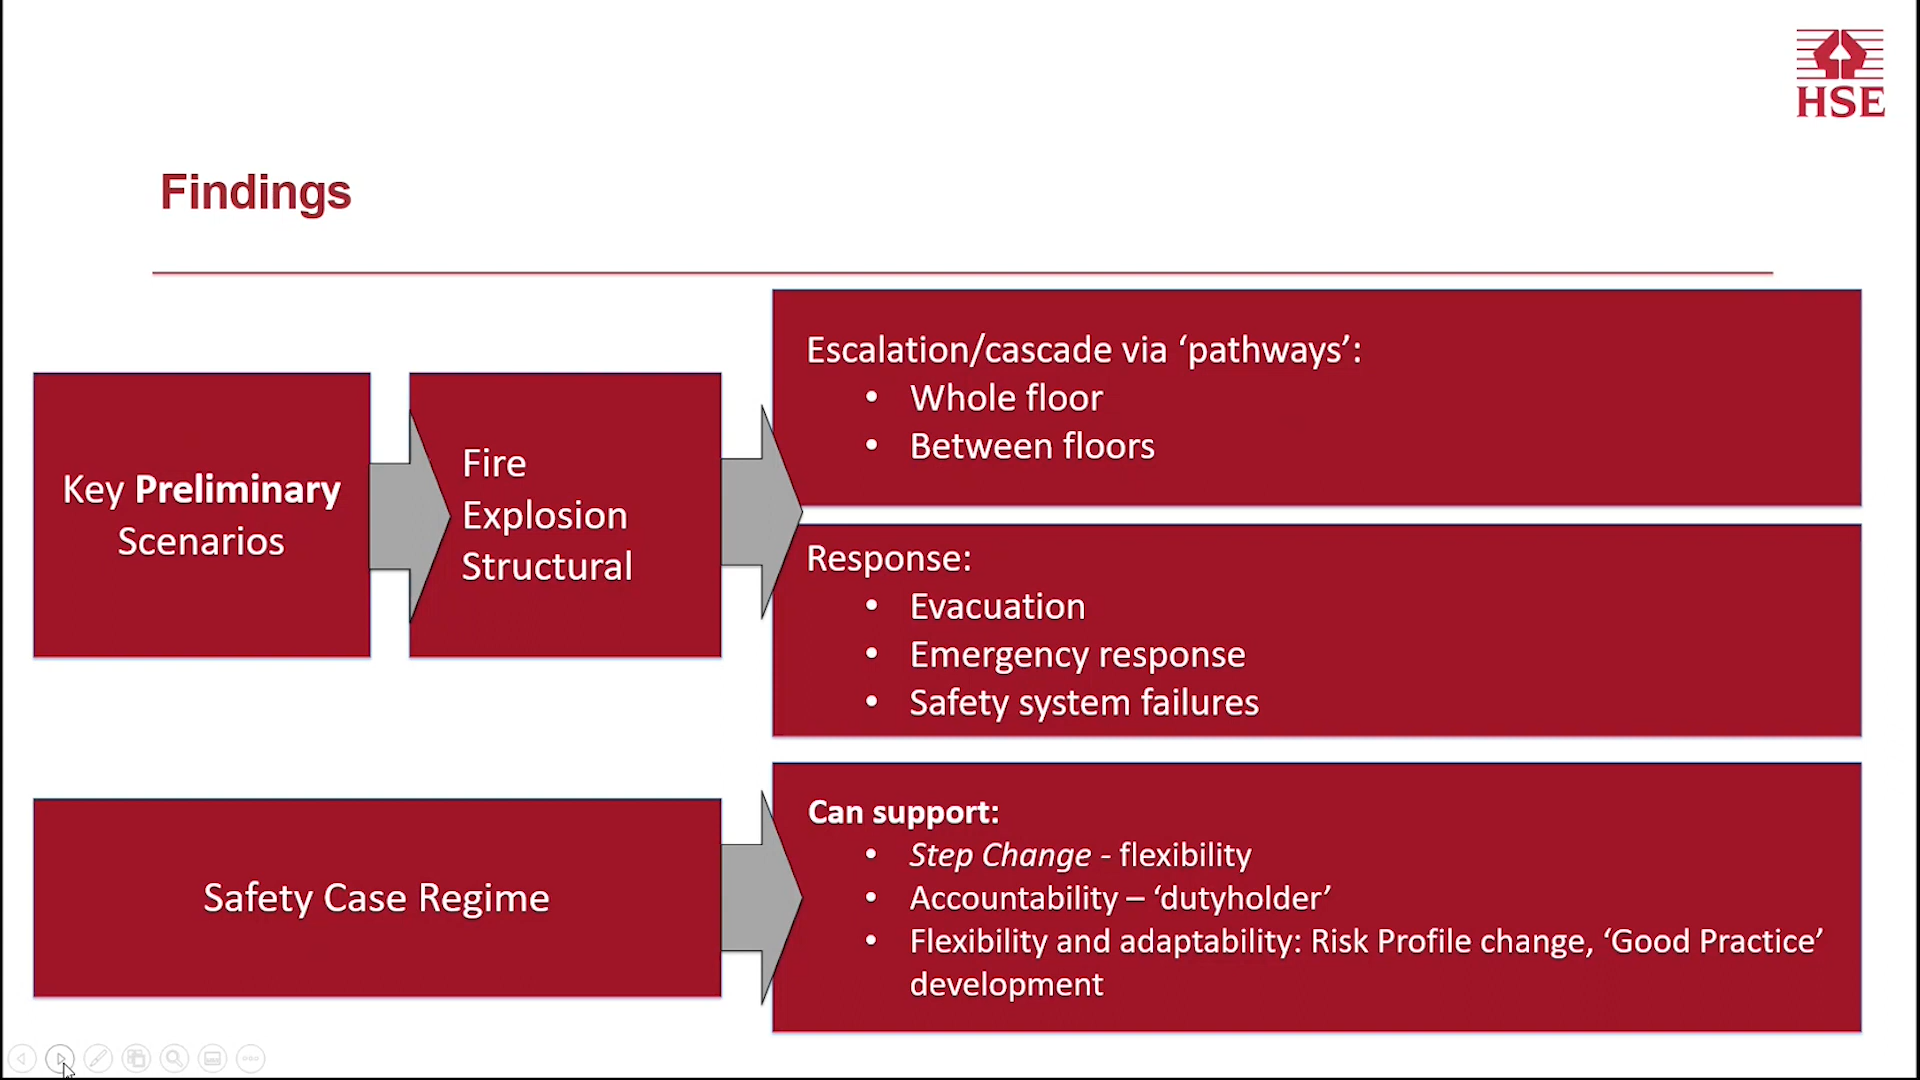 HSE
Findings
Key Preliminary
Scenarios
Fire
Explosion
Structural
Escalation/cascade via ‘pathways’:
• Whole floor
• Between floors
Response:
• Evacuation
• Emergency response
• Safety system failures
Safety Case Regime
Can support:
• Step Change - flexibility
• Accountability – ‘dutyholder’
• Flexibility and adaptability: Risk Profile change, ‘Good Practice’
development